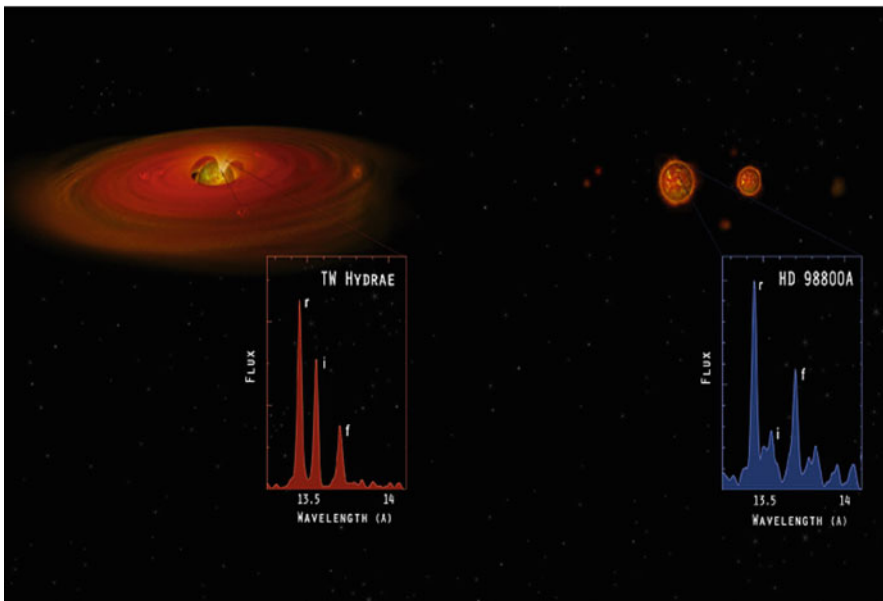 TW HYDRAE
r
i
f
FLUX
13.5 14
WAVELENGTH (A)
HD 98800A
r
i
f
FLUX
13.5 14
WAVELENGTH (A)